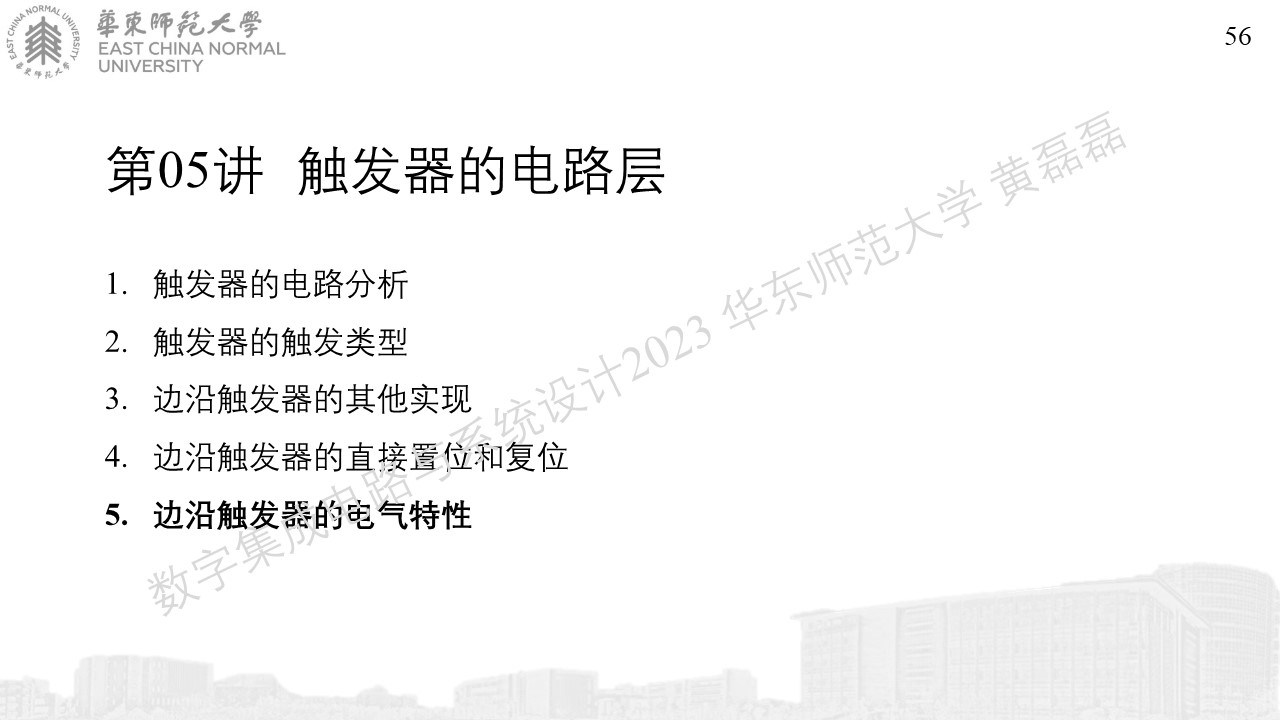 華東師范大學
EAST CHINA NORMAL
UNIVERSITY
EAST CHINA NORMAL UNIVERSITY
華東师范大学
56
第05讲 触发器的电路层
1. 触发器的电路分析
2. 触发器的触发类型
3. 边沿触发器的其他实现
4. 边沿触发器的直接置位和复位
5. 边沿触发器的电气特性
数字集成电路与系统设计2023 华东师范大学 黄磊磊